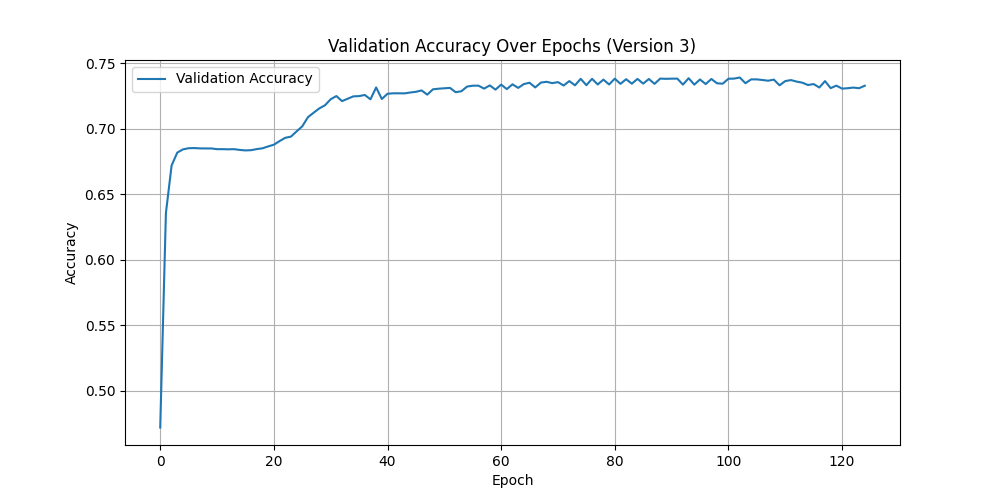 Validation Accuracy Over Epochs (Version 3)
Validation Accuracy
0.75
0.70
0.65
0.60
0.55
0.50
Accuracy
0 20 40 60 80 100 120
Epoch